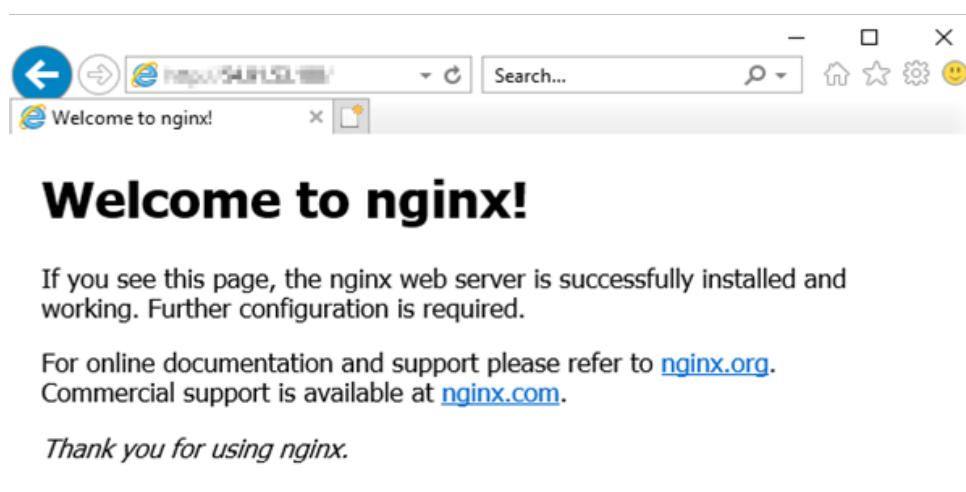 Search...
Welcome to nginx!
Welcome to nginx!
If you see this page, the nginx web server is successfully installed and
working. Further configuration is required.
For online documentation and support please refer to nginx.org.
Commercial support is available at nginx.com.
Thank you for using nginx.